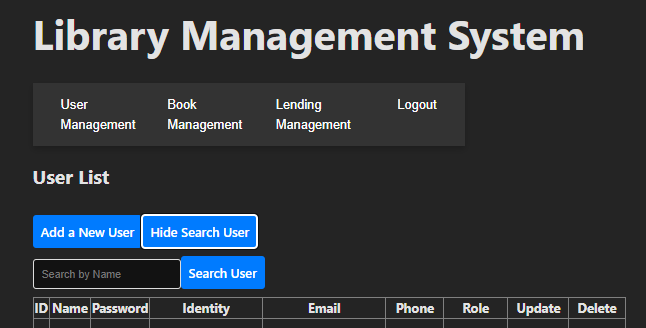 Library Management System
User Management
Book Management
Lending Management
Logout
User List
Add a New User Hide Search User
Search by Name Search User
ID Name Password Identity Email Phone Role Update Delete